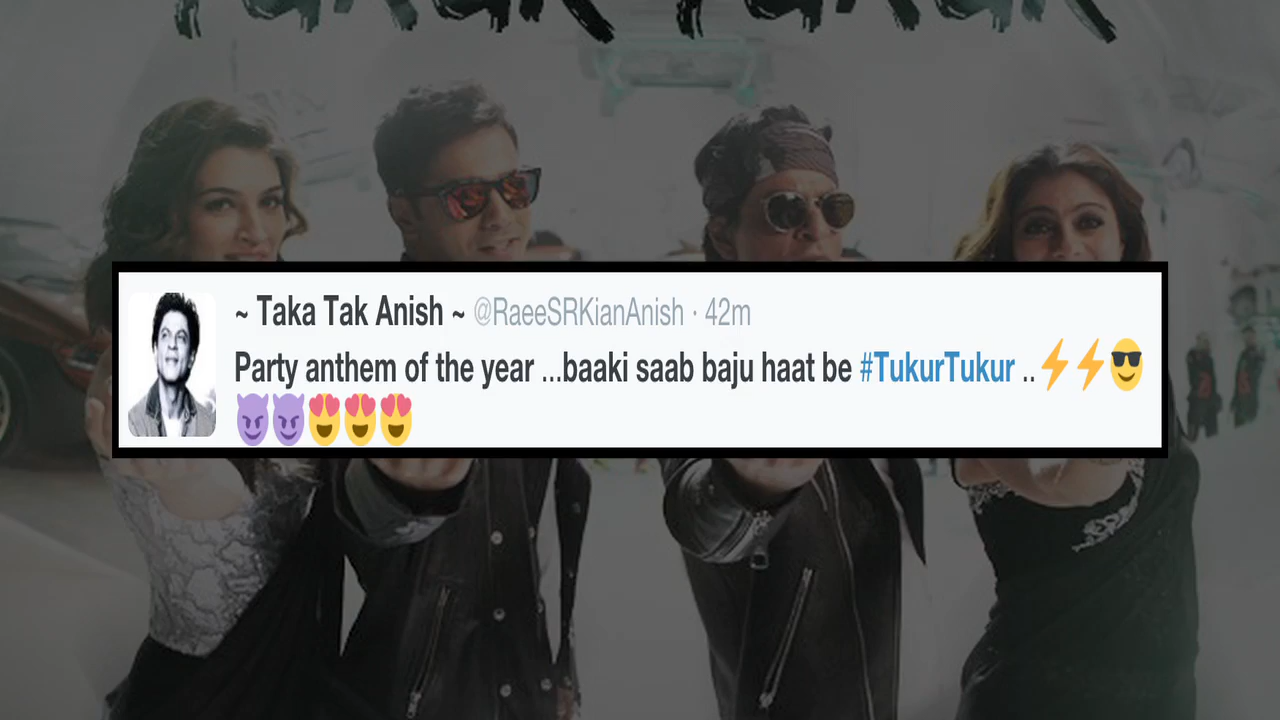 ~ Taka Tak Anish ~ @RaeeSRKianAnish · 42m
Party anthem of the year ...baaki saab baju haat be #TukurTukur ..⚡⚡😎
😈😈😍😍😍